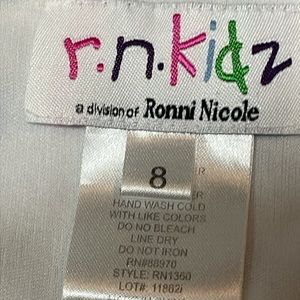 r.n.kidz
a division of Ronni Nicole
8
HAND WASH COLD
WITH LIKE COLORS
DO NOT BLEACH
LINE DRY
DO NOT IRON
RN#88970
STYLE: RN1360
LOT#: 11882i